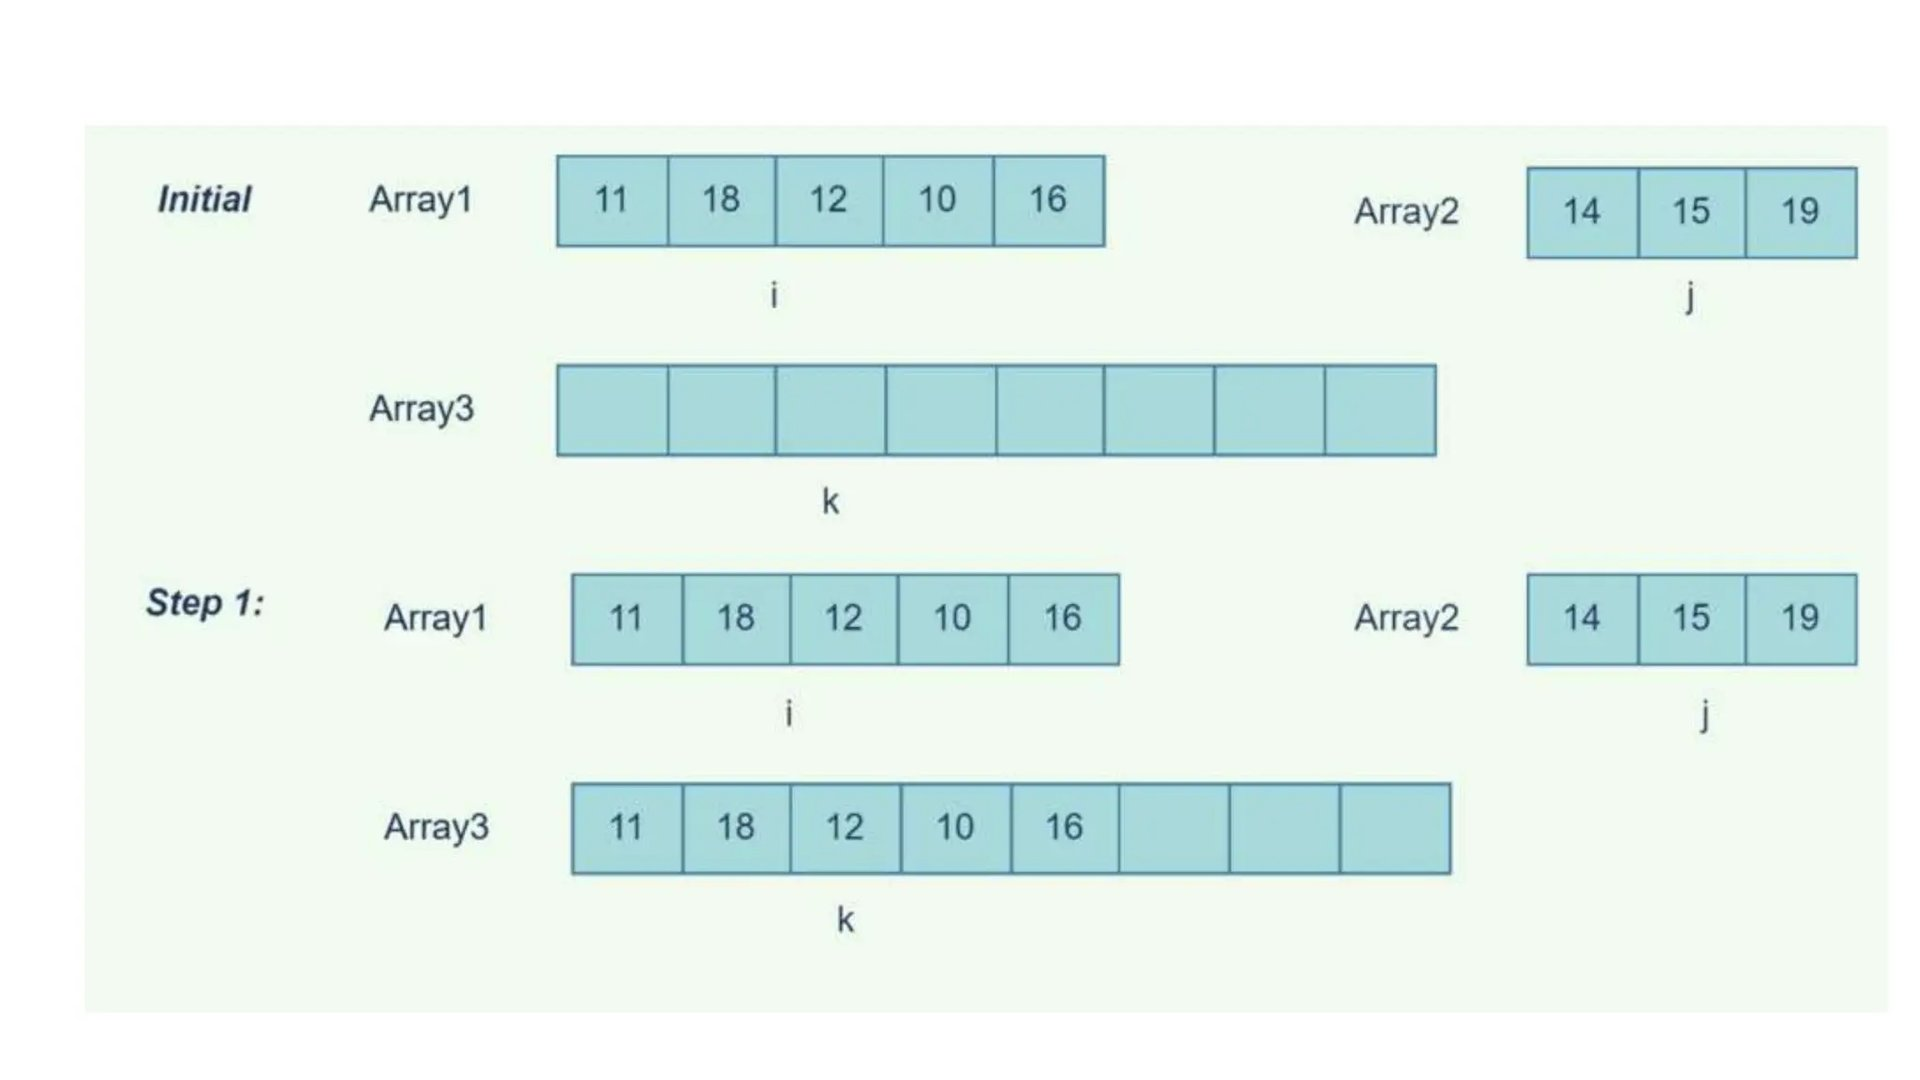 Initial Array1 11 18 12 10 16 Array2 14 15 19
i j
Array3
k
Step 1: Array1 11 18 12 10 16 Array2 14 15 19
i j
Array3 11 18 12 10 16
k